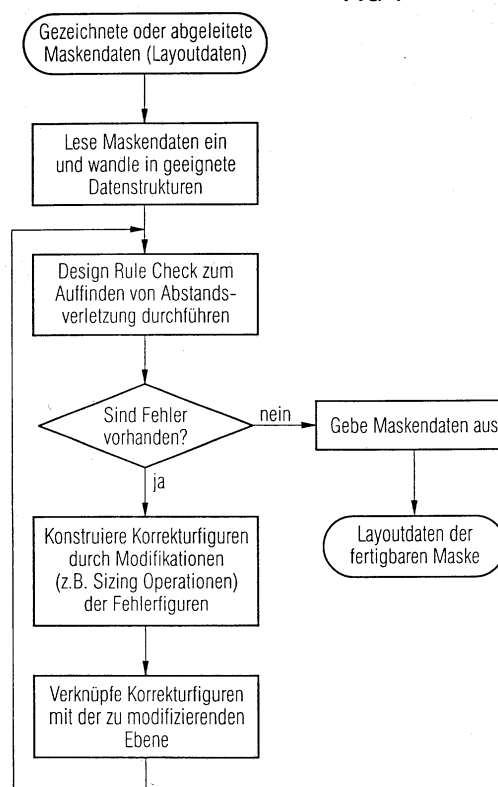 Gezeichnete oder abgeleitete
Maskendaten (Layoutdaten)
Lese Maskendaten ein
und wandle in geeignete
Datenstrukturen
Design Rule Check zum
Auffinden von Abstands-
verletzung durchführen
Sind Fehler
vorhanden?
nein
Gebe Maskendaten aus
ja
Layoutdaten der
fertigbaren Maske
Konstruiere Korrekturfiguren
durch Modifikationen
(z.B. Sizing Operationen)
der Fehlerfiguren
Verknüpfe Korrekturfiguren
mit der zu modifizierenden
Ebene